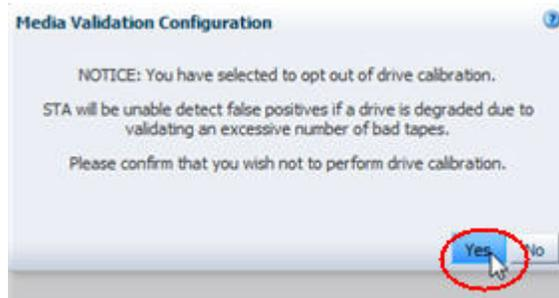 Media Validation Configuration
NOTICE: You have selected to opt out of drive calibration.
STA will be unable detect false positives if a drive is degraded due to
validating an excessive number of bad tapes.
Please confirm that you wish not to perform drive calibration.
Yes No